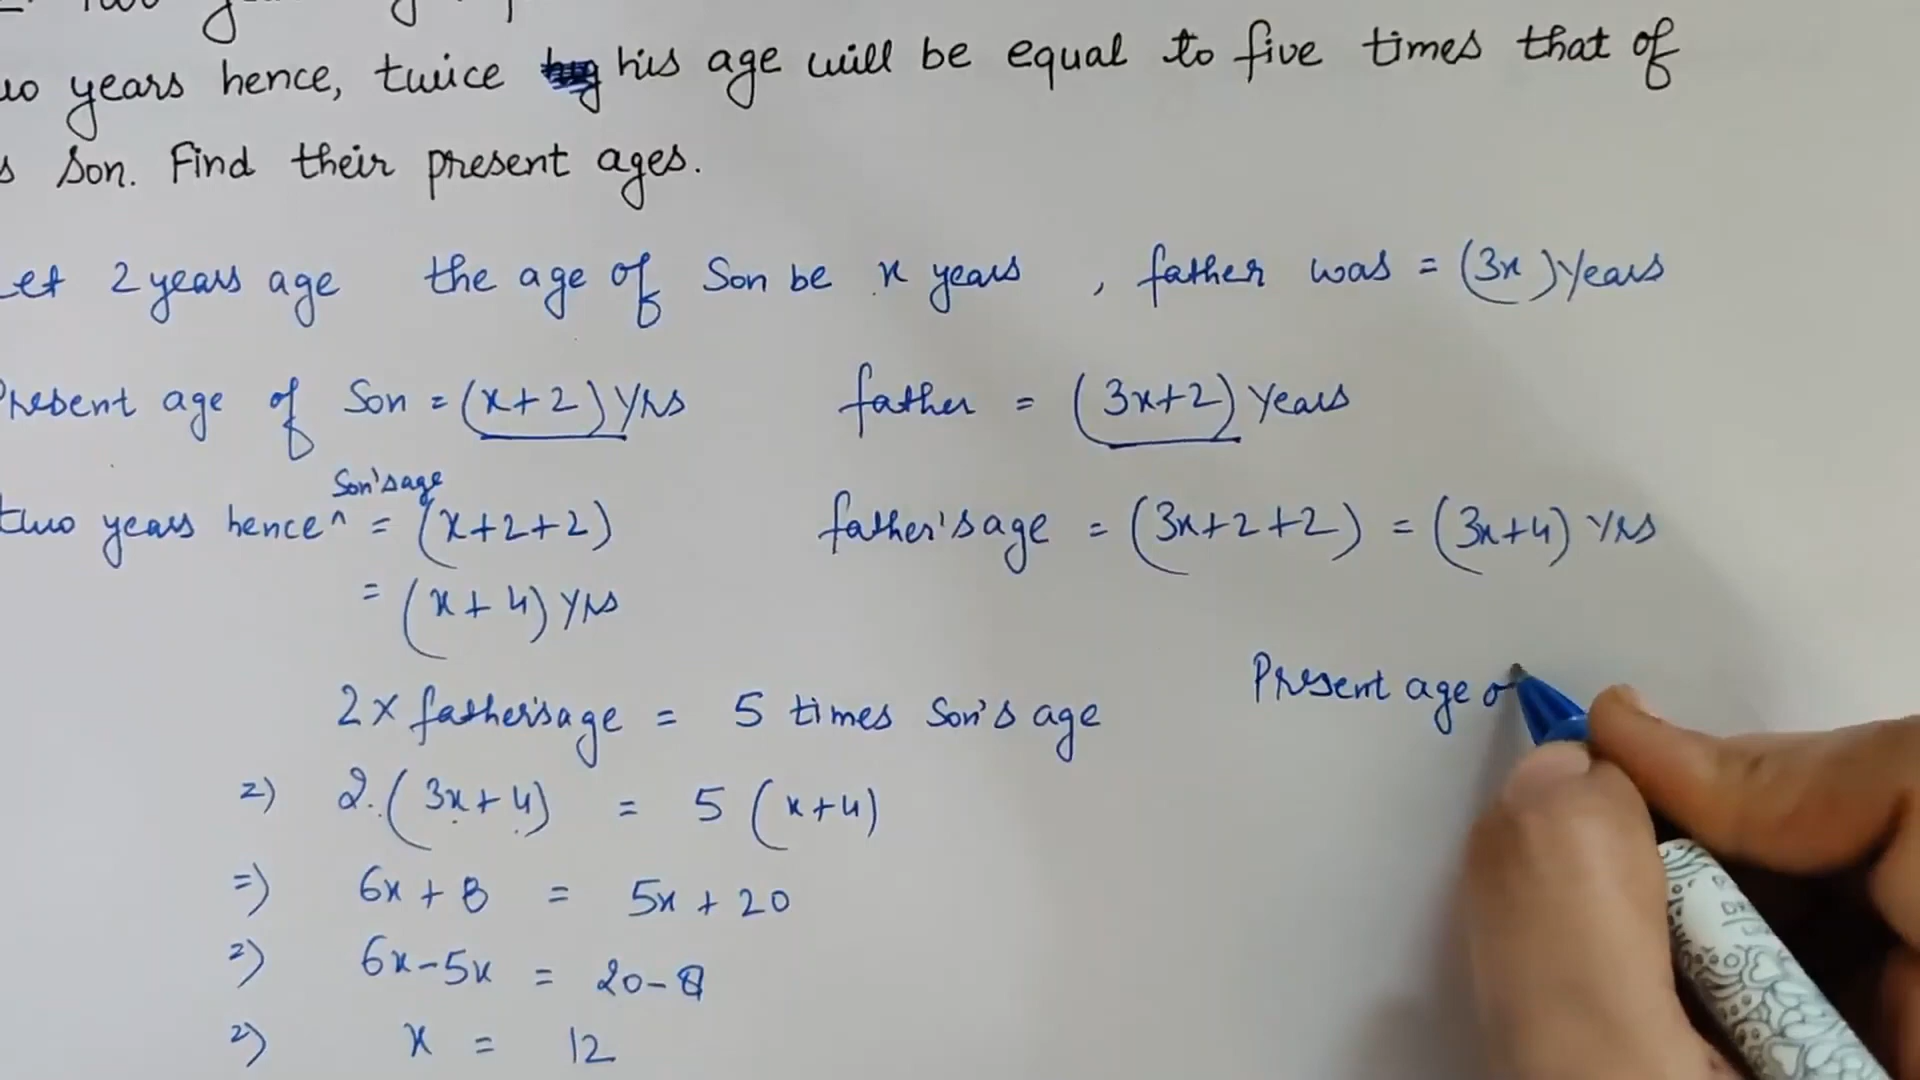 years hence, twice his age will be equal to five times that of
Son. Find their present ages.
Let 2 years age the age of Son be x years , father was = (3x) Years
Present age of Son = (x+2) Yrs father = (3x+2) Years
Son's age
two years hence ^ = (x+2+2) father's age = (3x+2+2) = (3x+4) Yrs
= (x+4) Yrs
Present age o
2x father's age = 5 times Son's age
=) 2.(3x+4) = 5 (x+4)
=) 6x+8 = 5x+20
=) 6x-5x = 20-8
=) x = 12